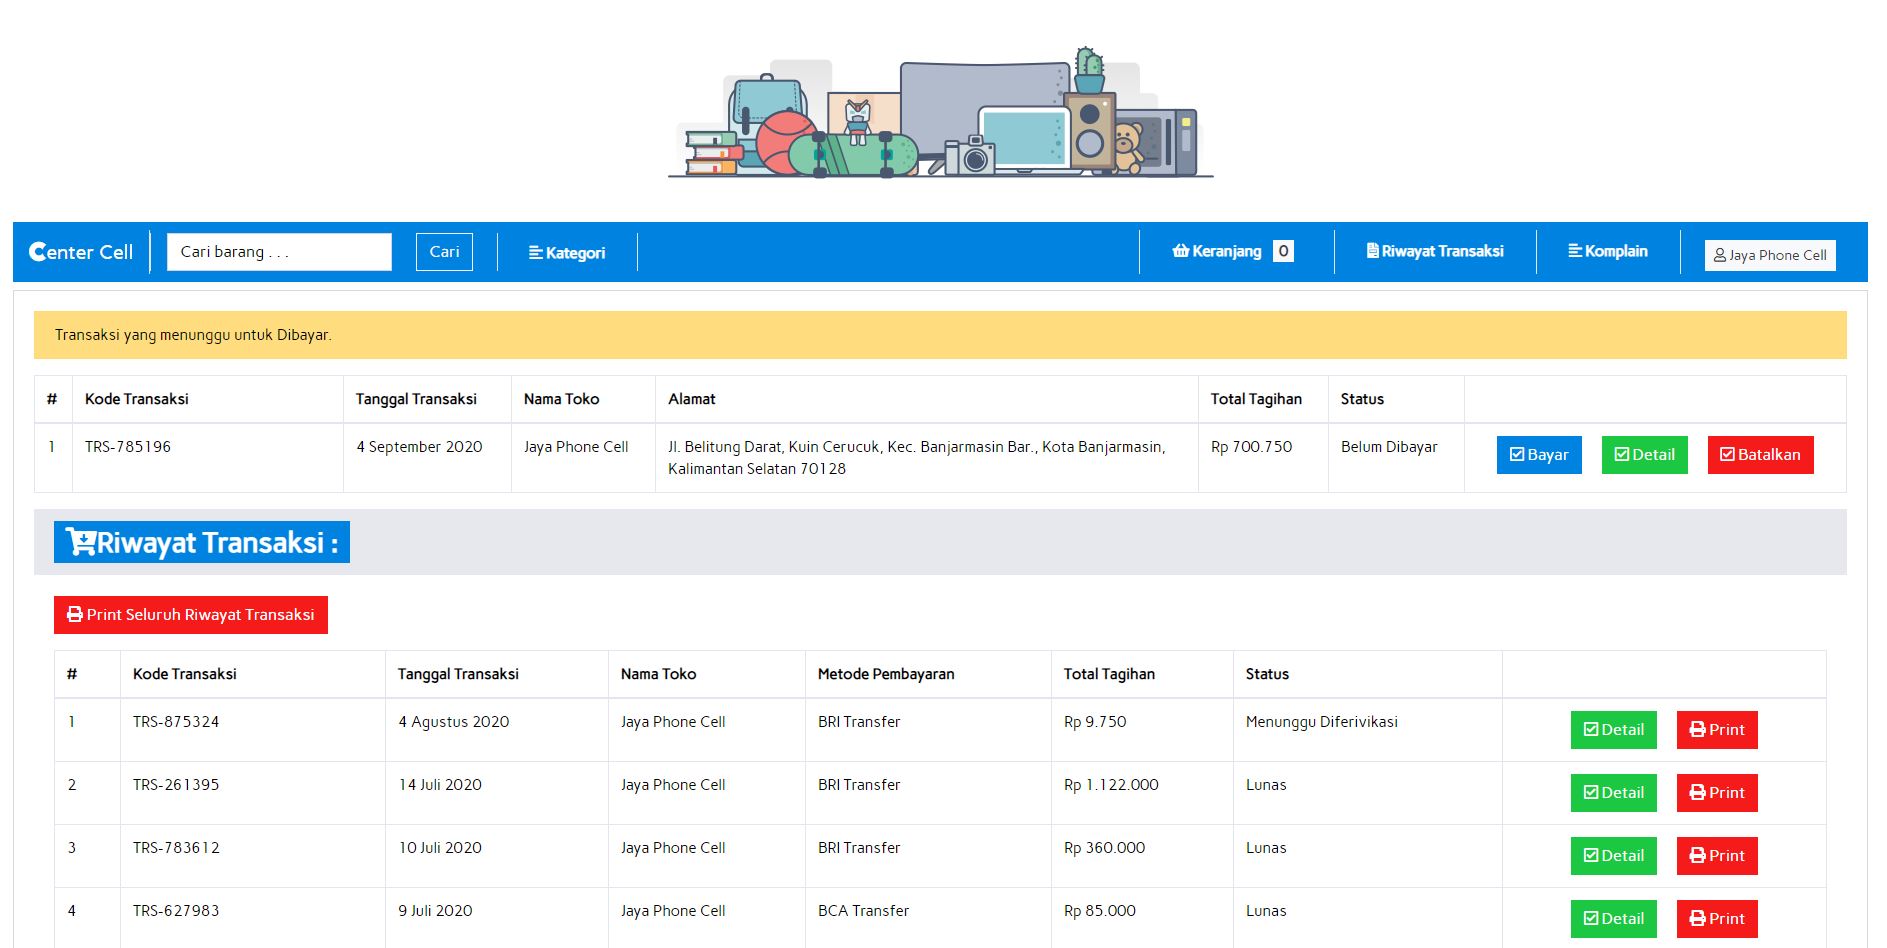 Center Cell Cari barang . . . Cari Kategori Keranjang 0 Riwayat Transaksi Komplain Jaya Phone Cell
Transaksi yang menunggu untuk Dibayar.
# Kode Transaksi Tanggal Transaksi Nama Toko Alamat Total Tagihan Status
1 TRS-785196 4 September 2020 Jaya Phone Cell Jl. Belitung Darat, Kuin Cerucuk, Kec. Banjarmasin Bar., Kota Banjarmasin, Rp 700.750 Belum Dibayar Bayar Detail Batalkan
Kalimantan Selatan 70128
Riwayat Transaksi :
Print Seluruh Riwayat Transaksi
# Kode Transaksi Tanggal Transaksi Nama Toko Metode Pembayaran Total Tagihan Status
1 TRS-875324 4 Agustus 2020 Jaya Phone Cell BRI Transfer Rp 9.750 Menunggu Diferivikasi Detail Print
2 TRS-261395 14 Juli 2020 Jaya Phone Cell BRI Transfer Rp 1.122.000 Lunas Detail Print
3 TRS-783612 10 Juli 2020 Jaya Phone Cell BRI Transfer Rp 360.000 Lunas Detail Print
4 TRS-627983 9 Juli 2020 Jaya Phone Cell BCA Transfer Rp 85.000 Lunas Detail Print